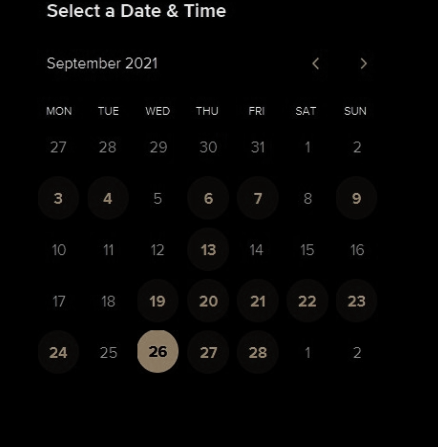 Select a Date & Time
September 2021
MON TUE WED THU FRI SAT SUN
27 28 29 30 31 1 2
3 4 5 6 7 8 9
10 11 12 13 14 15 16
17 18 19 20 21 22 23
24 25 26 27 28 1 2